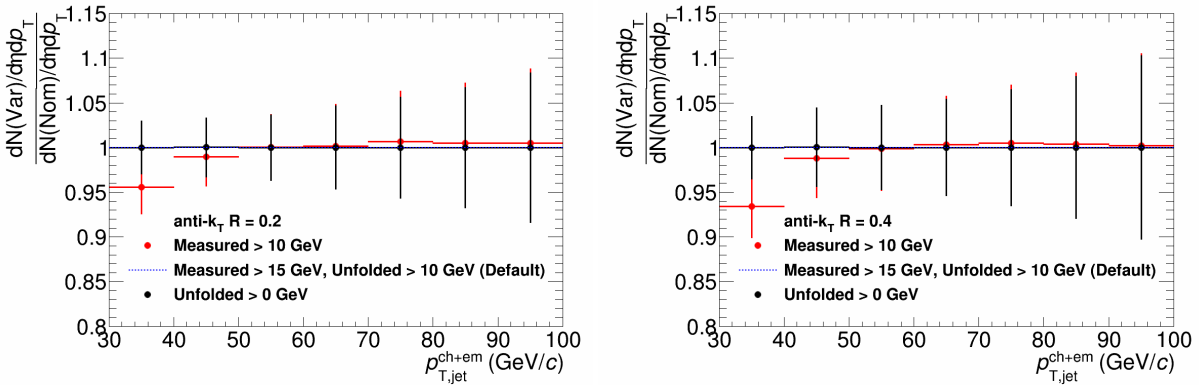 dN(Var)/dηdp_T
dN(Nom)/dηdp_T
1.15
1.1
1.05
1
0.95
0.9
0.85
0.8
anti-k_T R = 0.2
Measured > 10 GeV
Measured > 15 GeV, Unfolded > 10 GeV (Default)
Unfolded > 0 GeV
30 40 50 60 70 80 90 100
p_T,jet^ch+em (GeV/c)
dN(Var)/dηdp_T
dN(Nom)/dηdp_T
1.15
1.1
1.05
1
0.95
0.9
0.85
0.8
anti-k_T R = 0.4
Measured > 10 GeV
Measured > 15 GeV, Unfolded > 10 GeV (Default)
Unfolded > 0 GeV
30 40 50 60 70 80 90 100
p_T,jet^ch+em (GeV/c)